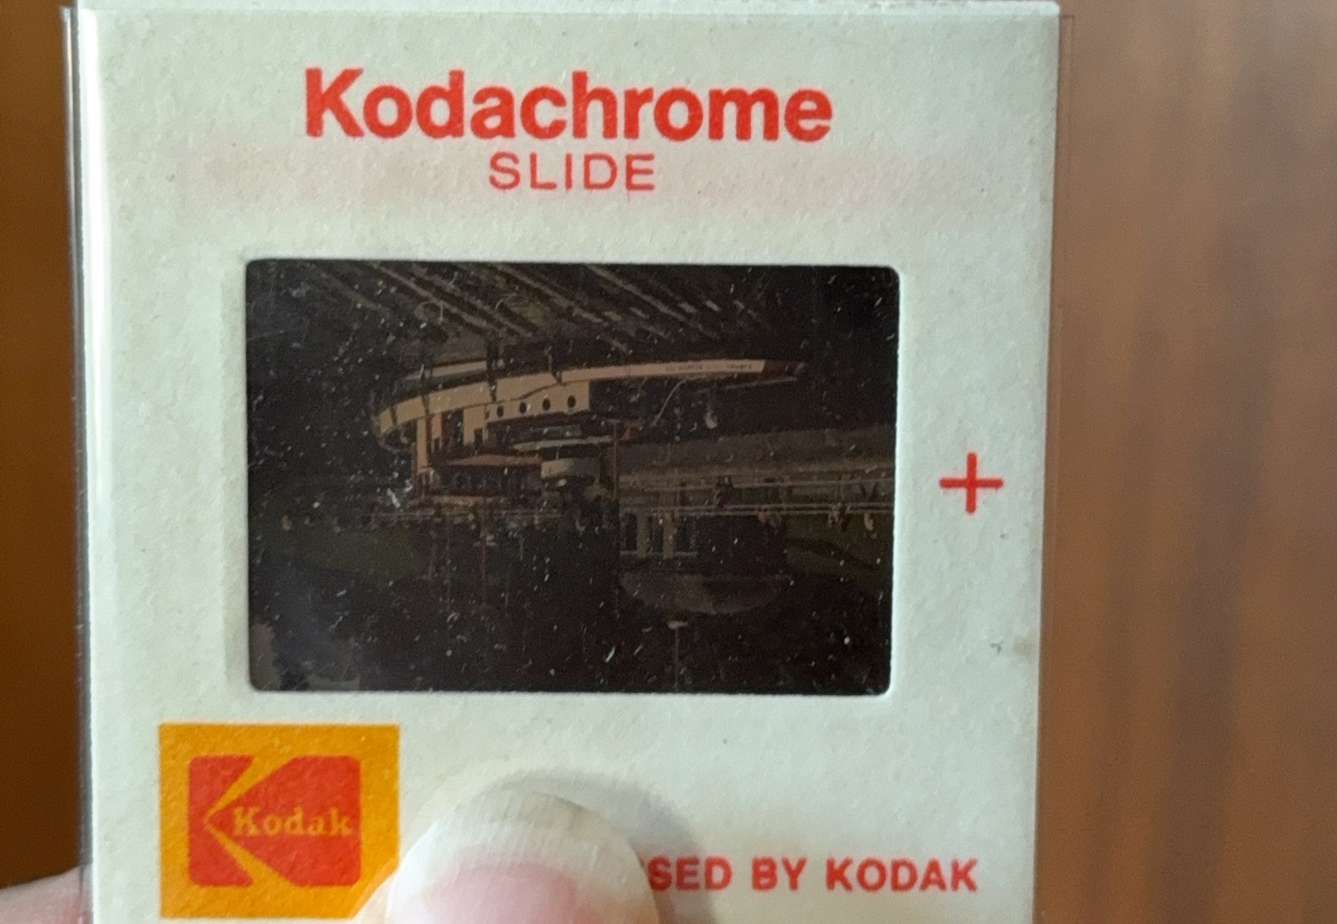 Kodachrome
SLIDE
+
Kodak
SED BY KODAK